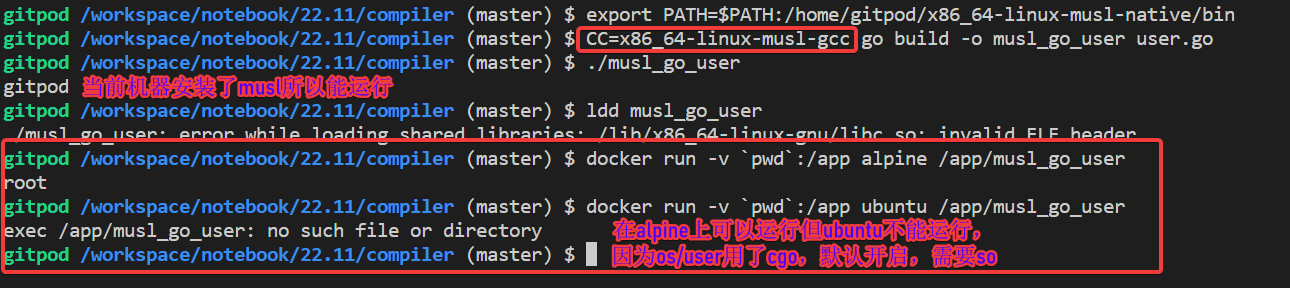 gitpod /workspace/notebook/22.11/compiler (master) $ export PATH=$PATH:/home/gitpod/x86_64-linux-musl-native/bin
gitpod /workspace/notebook/22.11/compiler (master) $ CC=x86_64-linux-musl-gcc go build -o musl_go_user user.go
gitpod /workspace/notebook/22.11/compiler (master) $ ./musl_go_user
gitpod 当前机器安装了musl所以能运行
gitpod /workspace/notebook/22.11/compiler (master) $ ldd musl_go_user
./musl_go_user: error while loading shared libraries: /lib/x86_64-linux-gnu/libc.so: invalid ELF header
gitpod /workspace/notebook/22.11/compiler (master) $ docker run -v `pwd`:/app alpine /app/musl_go_user
root
gitpod /workspace/notebook/22.11/compiler (master) $ docker run -v `pwd`:/app ubuntu /app/musl_go_user
exec /app/musl_go_user: no such file or directory 在alpine上可以运行但ubuntu不能运行，
gitpod /workspace/notebook/22.11/compiler (master) $ 因为os/user用了cgo，默认开启，需要so